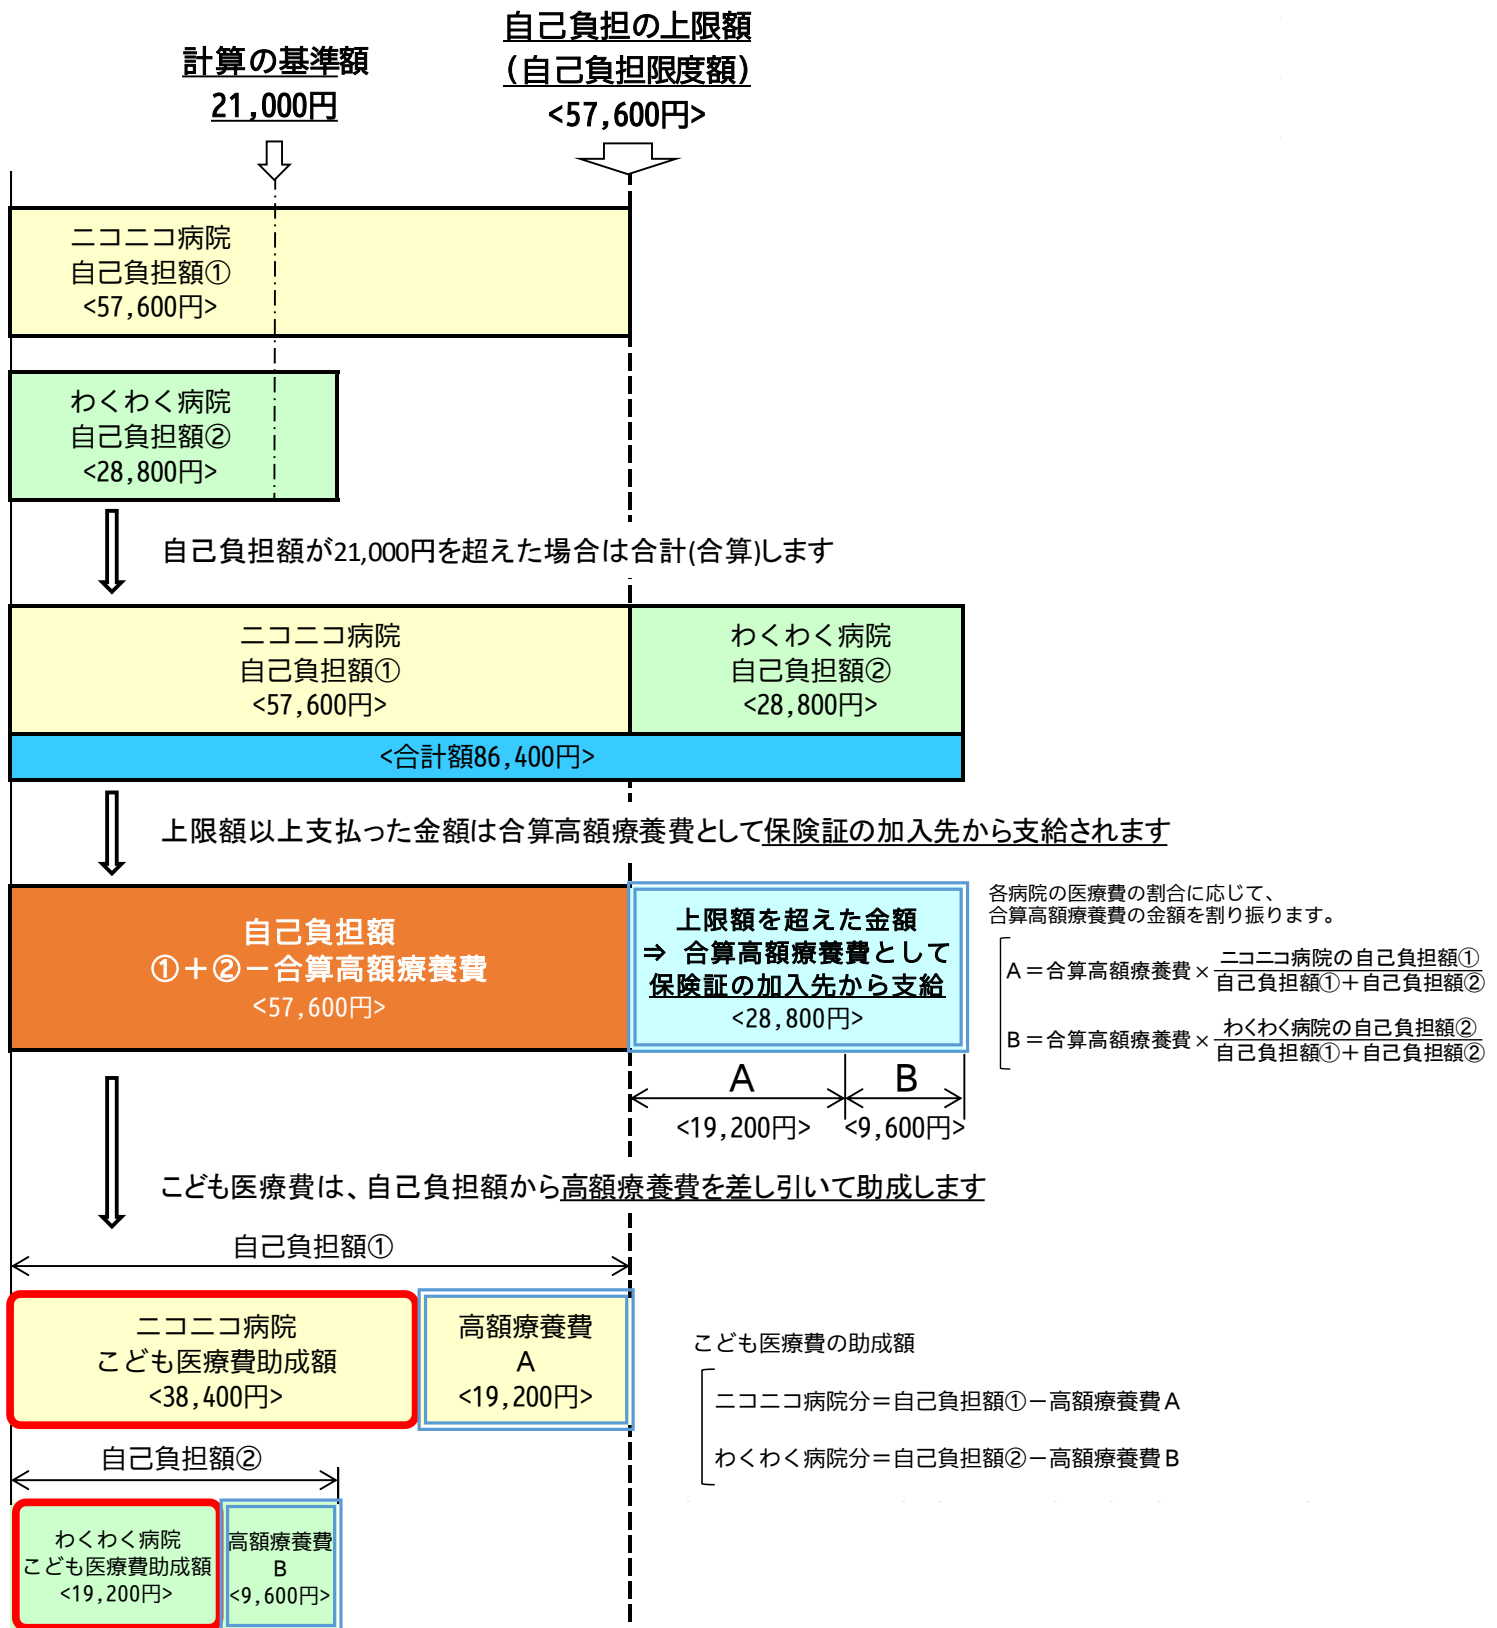 計算の基準額
21,000円
自己負担の上限額
（自己負担限度額）
<57,600円>
ニコニコ病院
自己負担額①
<57,600円>
わくわく病院
自己負担額②
<28,800円>
自己負担額が21,000円を超えた場合は合計(合算)します
ニコニコ病院
自己負担額①
<57,600円>
わくわく病院
自己負担額②
<28,800円>
<合計額86,400円>
上限額以上支払った金額は合算高額療養費として保険証の加入先から支給されます
自己負担額
①＋②－合算高額療養費
<57,600円>
上限額を超えた金額
⇒ 合算高額療養費として
保険証の加入先から支給
<28,800円>
各病院の医療費の割合に応じて、
合算高額療養費の金額を割り振ります。
A＝合算高額療養費×ニコニコ病院の自己負担額①
自己負担額①＋自己負担額②
B＝合算高額療養費×わくわく病院の自己負担額②
自己負担額①＋自己負担額②
A
B
<19,200円>
<9,600円>
こども医療費は、自己負担額から高額療養費を差し引いて助成します
自己負担額①
ニコニコ病院
こども医療費助成額
<38,400円>
高額療養費
A
<19,200円>
こども医療費の助成額
ニコニコ病院分＝自己負担額①－高額療養費A
わくわく病院分＝自己負担額②－高額療養費B
自己負担額②
わくわく病院
こども医療費助成額
<19,200円>
高額療養費
B
<9,600円>